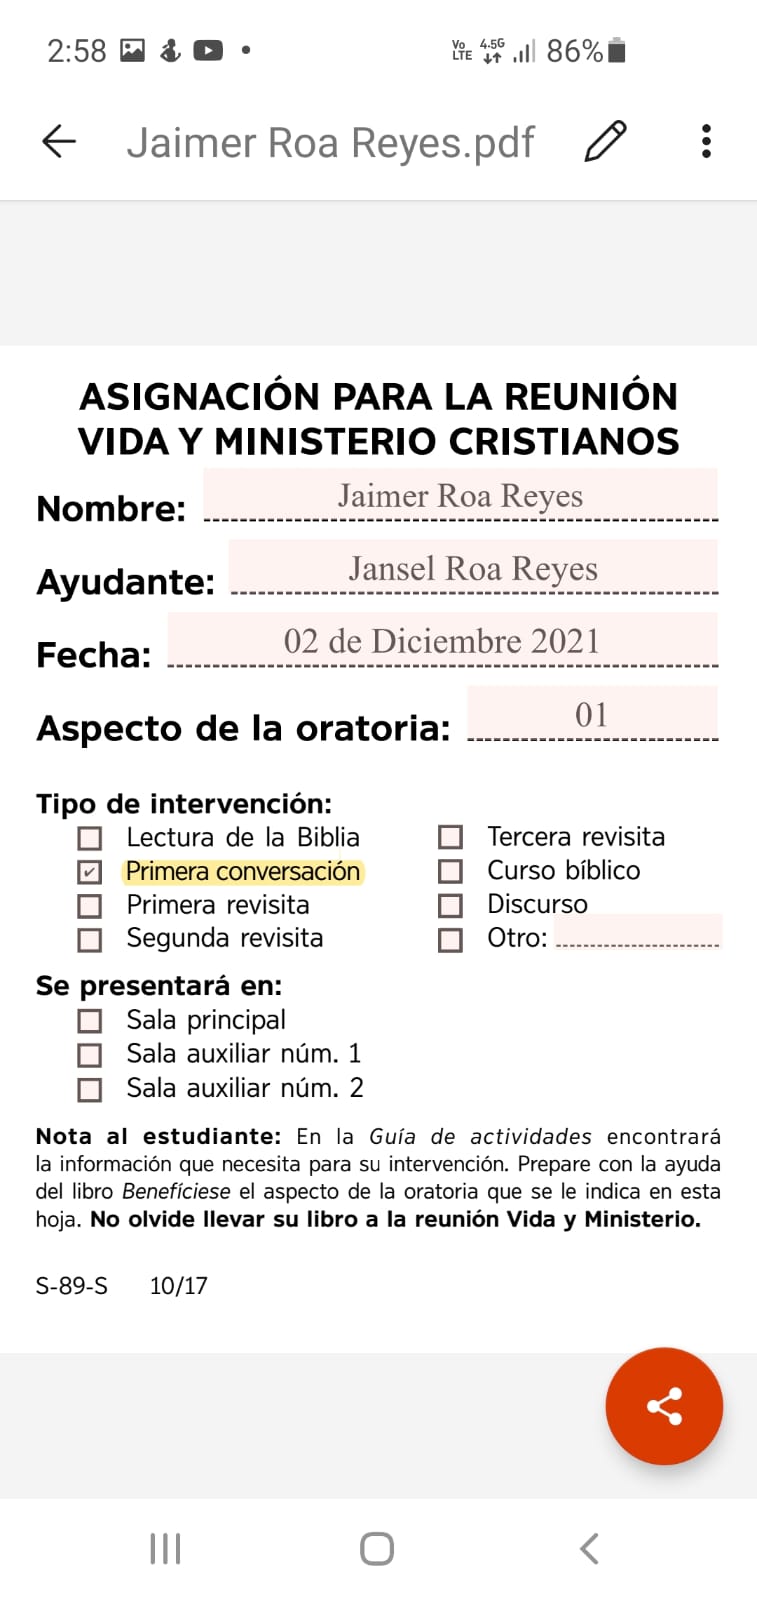 2:58
Vo LTE 4.5G 86%
Jaimer Roa Reyes.pdf
ASIGNACIÓN PARA LA REUNIÓN
VIDA Y MINISTERIO CRISTIANOS
Nombre: Jaimer Roa Reyes
Ayudante: Jansel Roa Reyes
Fecha: 02 de Diciembre 2021
Aspecto de la oratoria: 01
Tipo de intervención:
Lectura de la Biblia
Primera conversación
Primera revisita
Segunda revisita
Tercera revisita
Curso bíblico
Discurso
Otro:
Se presentará en:
Sala principal
Sala auxiliar núm. 1
Sala auxiliar núm. 2
Nota al estudiante: En la Guía de actividades encontrará
la información que necesita para su intervención. Prepare con la ayuda
del libro Benefíciese el aspecto de la oratoria que se le indica en esta
hoja. No olvide llevar su libro a la reunión Vida y Ministerio.
S-89-S 10/17